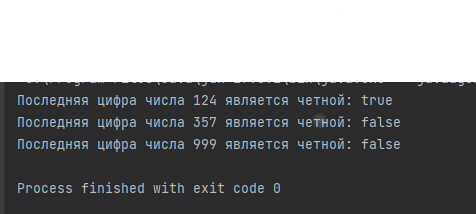 Последняя цифра числа 124 является четной: true
Последняя цифра числа 357 является четной: false
Последняя цифра числа 999 является четной: false
Process finished with exit code 0